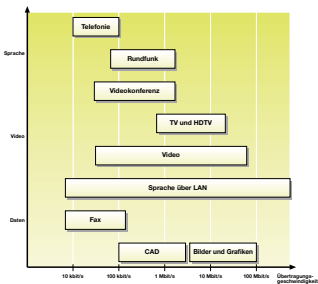 Telefonie
Sprache
Rundfunk
Videokonferenz
TV und HDTV
Video
Video
Sprache über LAN
Daten
Fax
CAD
Bilder und Grafiken
10 kbit/s
100 kbit/s
1 Mbit/s
10 Mbit/s
100 Mbit/s
Übertragungs-
geschwindigkeit